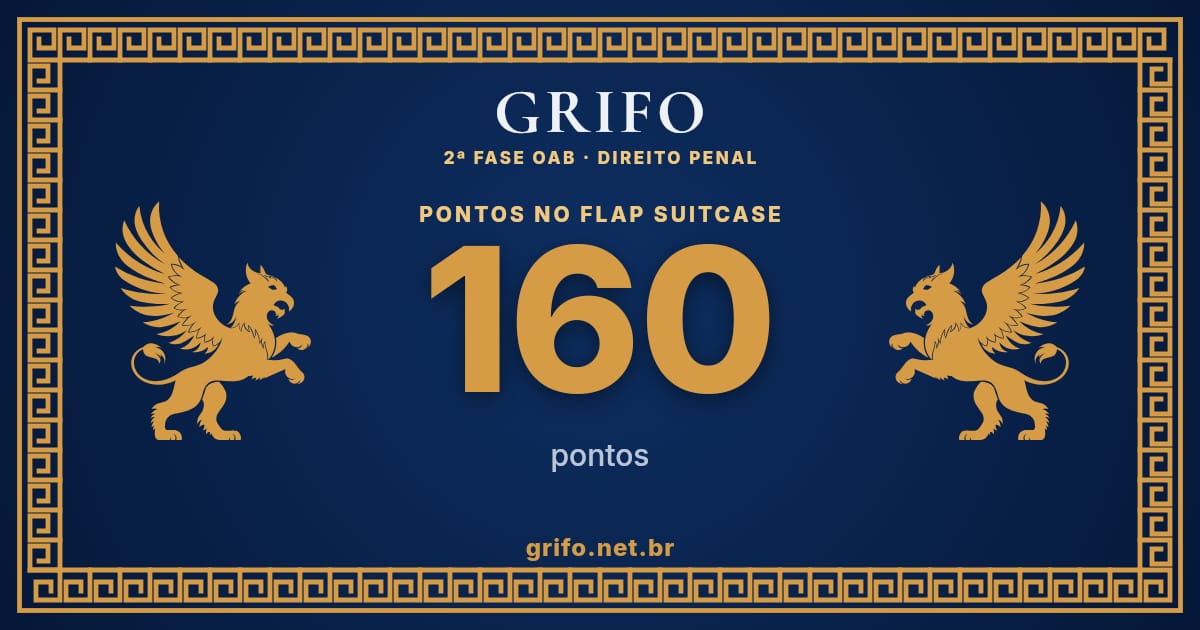 GRIFO
2ª FASE OAB · DIREITO PENAL
PONTOS NO FLAP SUITCASE
160
pontos
grifo.net.br